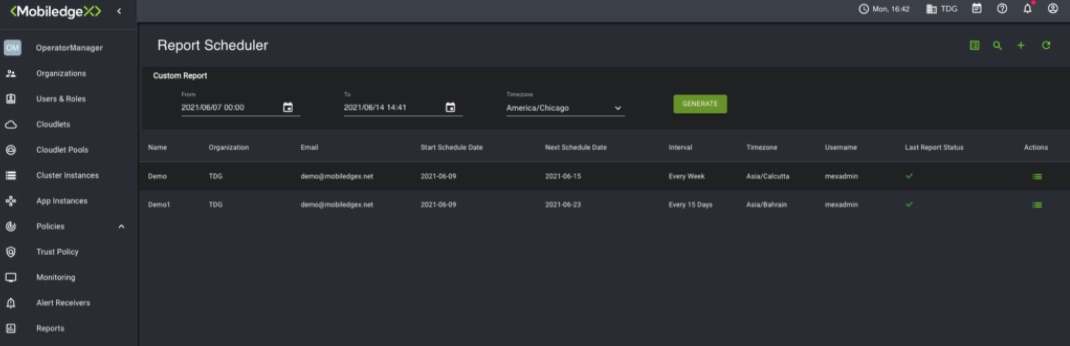 <MobiledgeX>
Mon, 16:42
TDG
OM
OperatorManager
Organizations
Users & Roles
Cloudlets
Cloudlet Pools
Cluster Instances
App Instances
Policies
Trust Policy
Monitoring
Alert Receivers
Reports
Report Scheduler
Custom Report
From To Timezone
2021/06/07 00:00 2021/06/14 14:41 America/Chicago GENERATE
Name Organization Email Start Schedule Date Next Schedule Date Interval Timezone Username Last Report Status Actions
Demo TDG demo@mobiledgex.net 2021-06-09 2021-06-15 Every Week Asia/Calcutta mexadmin
Demo1 TDG demo@mobiledgex.net 2021-06-09 2021-06-23 Every 15 Days Asia/Bahrain mexadmin